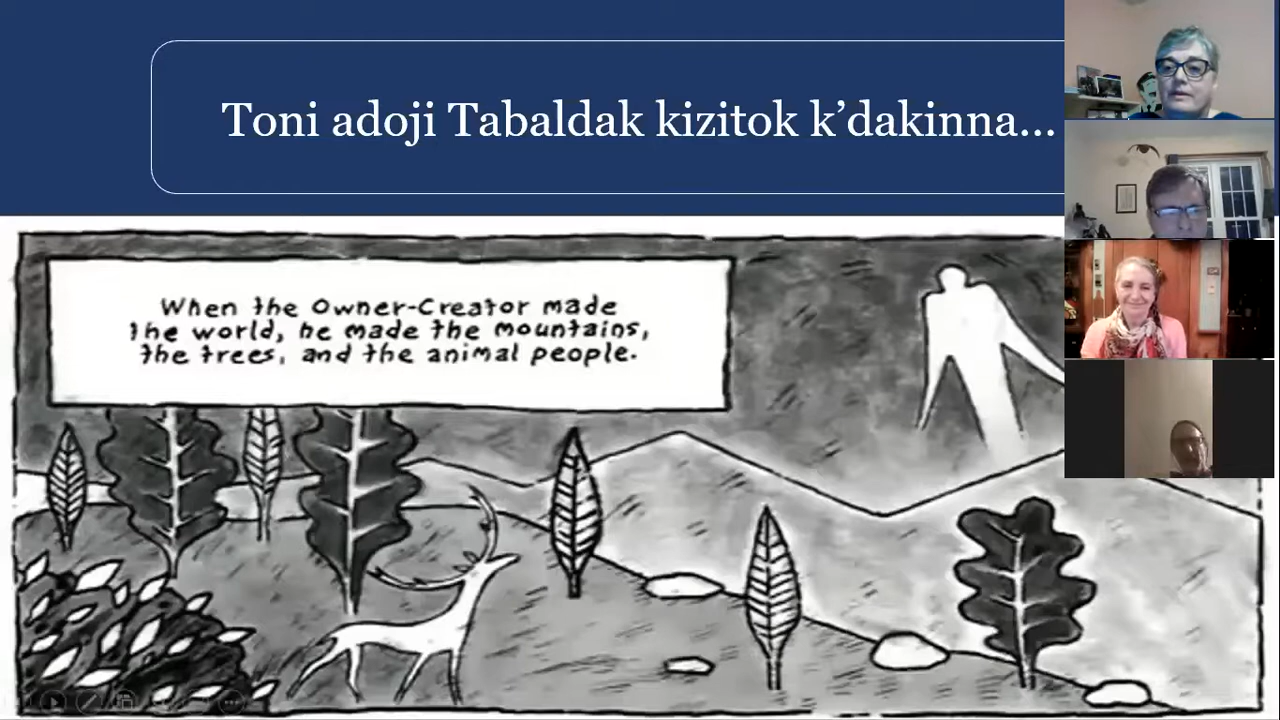 Toni adoji Tabaldak kizitok k’dakinna...
When the Owner-Creator made
the world, he made the mountains,
the trees, and the animal people.